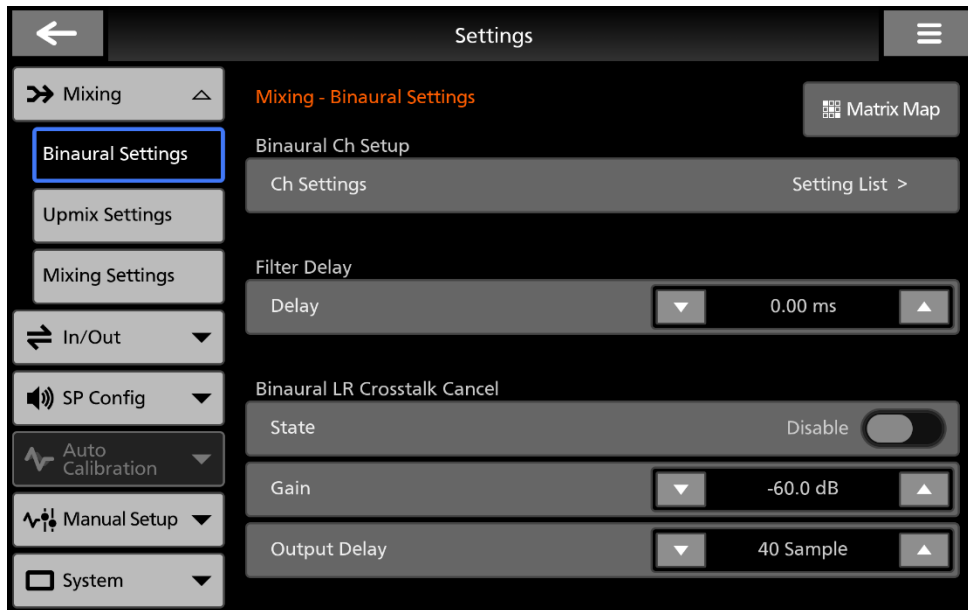 Settings
Mixing
Binaural Settings
Upmix Settings
Mixing Settings
In/Out
SP Config
Auto
Calibration
Manual Setup
System
Mixing - Binaural Settings
Matrix Map
Binaural Ch Setup
Ch Settings Setting List >
Filter Delay
Delay 0.00 ms
Binaural LR Crosstalk Cancel
State Disable
Gain -60.0 dB
Output Delay 40 Sample